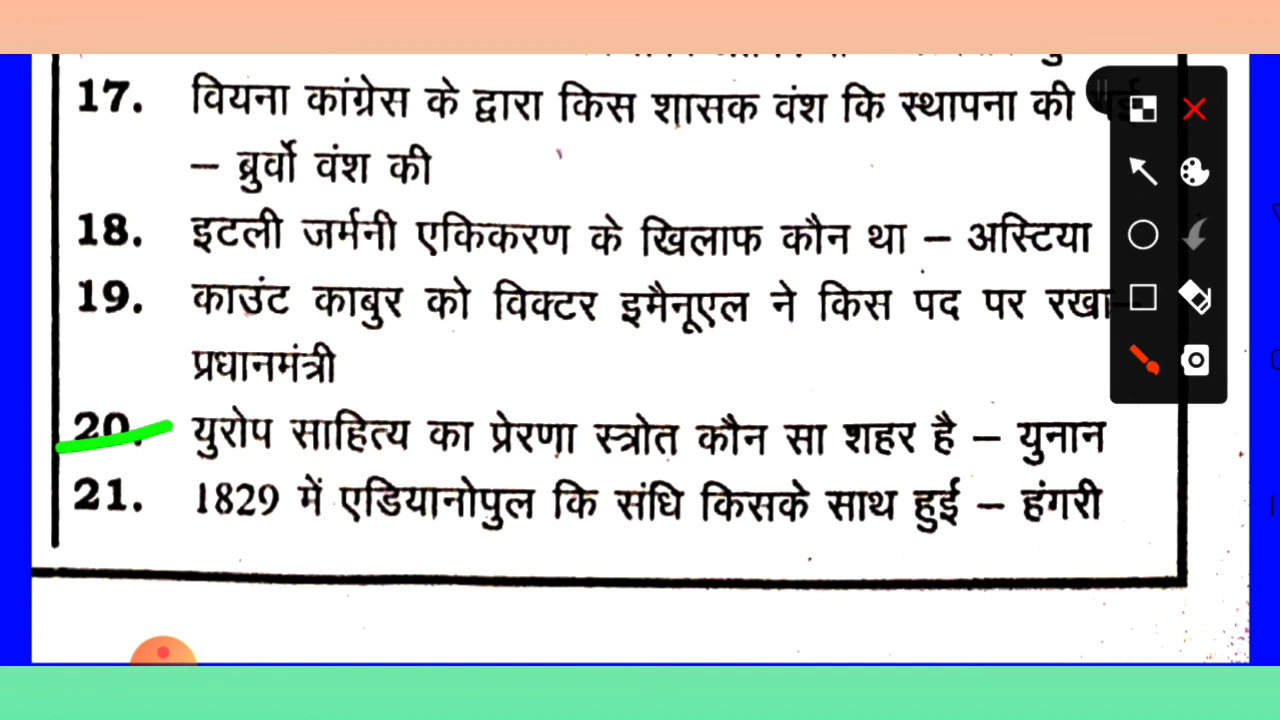 17. वियना कांग्रेस के द्वारा किस शासक वंश कि स्थापना की
– ब्रुर्वो वंश की
18. इटली जर्मनी एकिकरण के खिलाफ कौन था – अस्टिया
19. काउंट काबुर को विक्टर इमैनूएल ने किस पद पर रखा–
प्रधानमंत्री
20. युरोप साहित्य का प्रेरणा स्त्रोत कौन सा शहर है – युनान
21. 1829 में एडियानोपुल कि संधि किसके साथ हुई – हंगरी